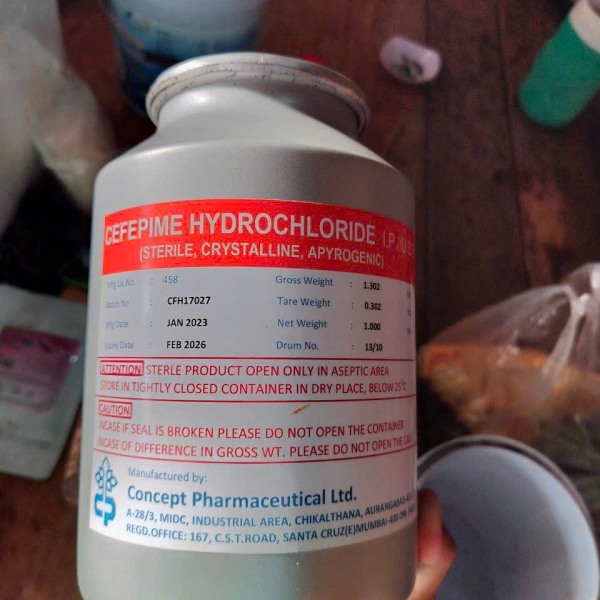 CEFEPIME HYDROCHLORIDE I.P./U.S
(STERILE, CRYSTALLINE, APYROGENIC)
Mfg Lic No : 458 Gross Weight : 1.302
Batch No : CFH17027 Tare Weight : 0.302
Mfg Date : JAN 2023 Net Weight : 1.000
Expiry Date : FEB 2026 Drum No. : 13/10
ATTENTION STERLE PRODUCT OPEN ONLY IN ASEPTIC AREA
STORE IN TIGHTLY CLOSED CONTAINER IN DRY PLACE, BELOW 25°C
CAUTION
INCASE IF SEAL IS BROKEN PLEASE DO NOT OPEN THE CONTAINER
INCASE OF DIFFERENCE IN GROSS WT. PLEASE DO NOT OPEN THE
Manufactured by:
Concept Pharmaceutical Ltd.
A-28/3, MIDC, INDUSTRIAL AREA, CHIKALTHANA, AURANGABAD
REGD.OFFICE: 167, C.S.T.ROAD, SANTA CRUZ(E)MUMBAI-400